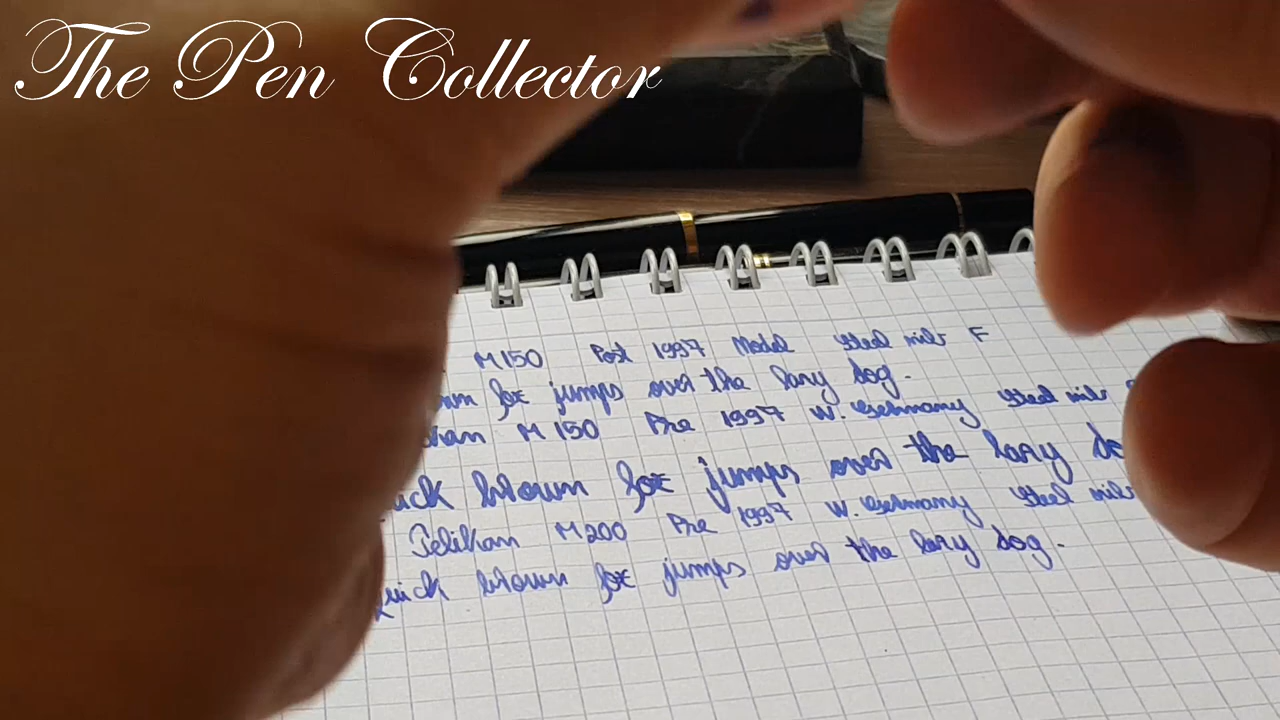 The Pen Collector
M150 Post 1997 Model Steel nib F
fox jumps over the lazy dog.
M150 Pre 1997 W. Germany Steel nib
brown fox jumps over the lazy
Pelikan M200 Pre 1997 W. Germany Steel nib
brown fox jumps over the lazy dog.